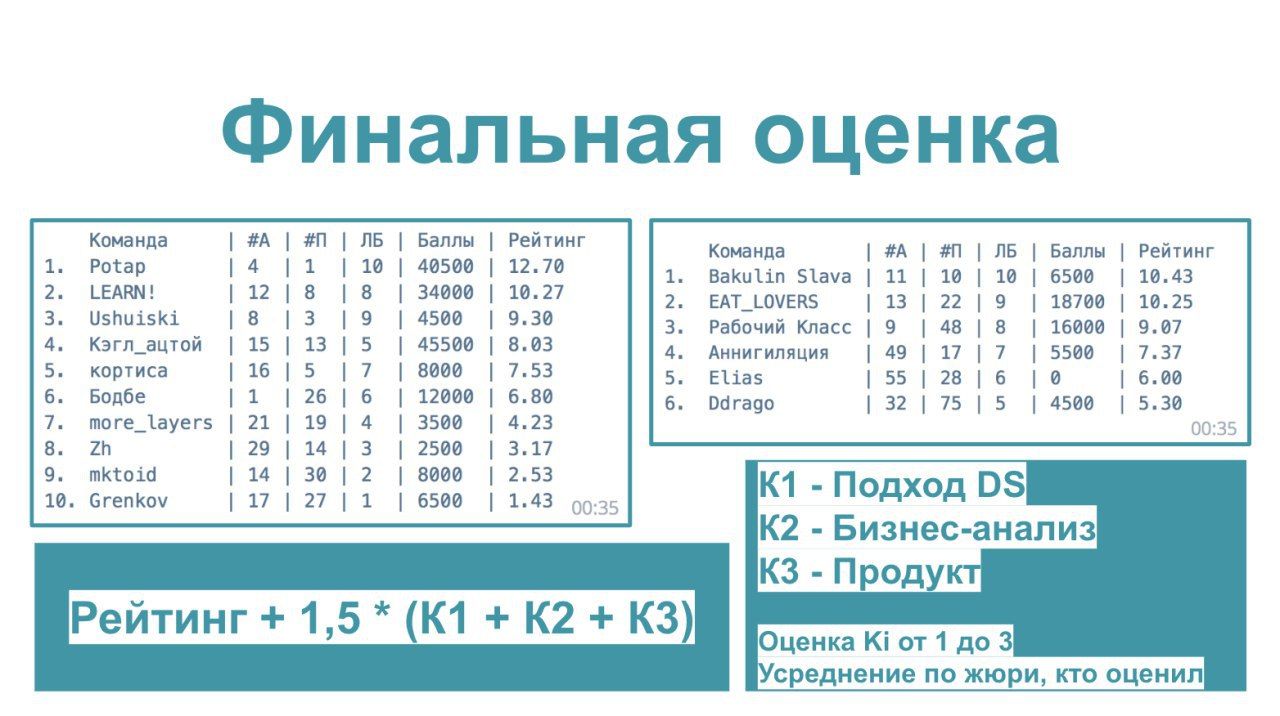 Финальная оценка
Команда | #А | #П | ЛБ | Баллы | Рейтинг
1. Potap | 4 | 1 | 10 | 40500 | 12.70
2. LEARN! | 12 | 8 | 8 | 34000 | 10.27
3. Ushuiski | 8 | 3 | 9 | 4500 | 9.30
4. Кэгл_ацтой | 15 | 13 | 5 | 45500 | 8.03
5. кортиса | 16 | 5 | 7 | 8000 | 7.53
6. Бодбе | 1 | 26 | 6 | 12000 | 6.80
7. more_layers | 21 | 19 | 4 | 3500 | 4.23
8. Zh | 29 | 14 | 3 | 2500 | 3.17
9. mktoid | 14 | 30 | 2 | 8000 | 2.53
10. Grenkov | 17 | 27 | 1 | 6500 | 1.43
00:35
Команда | #А | #П | ЛБ | Баллы | Рейтинг
1. Bakulin Slava | 11 | 10 | 10 | 6500 | 10.43
2. EAT_LOVERS | 13 | 22 | 9 | 18700 | 10.25
3. Рабочий Класс | 9 | 48 | 8 | 16000 | 9.07
4. Аннигиляция | 49 | 17 | 7 | 5500 | 7.37
5. Elias | 55 | 28 | 6 | 0 | 6.00
6. Ddrago | 32 | 75 | 5 | 4500 | 5.30
00:35
Рейтинг + 1,5 * (К1 + К2 + К3)
К1 - Подход DS
К2 - Бизнес-анализ
К3 - Продукт
Оценка Ki от 1 до 3
Усреднение по жюри, кто оценил